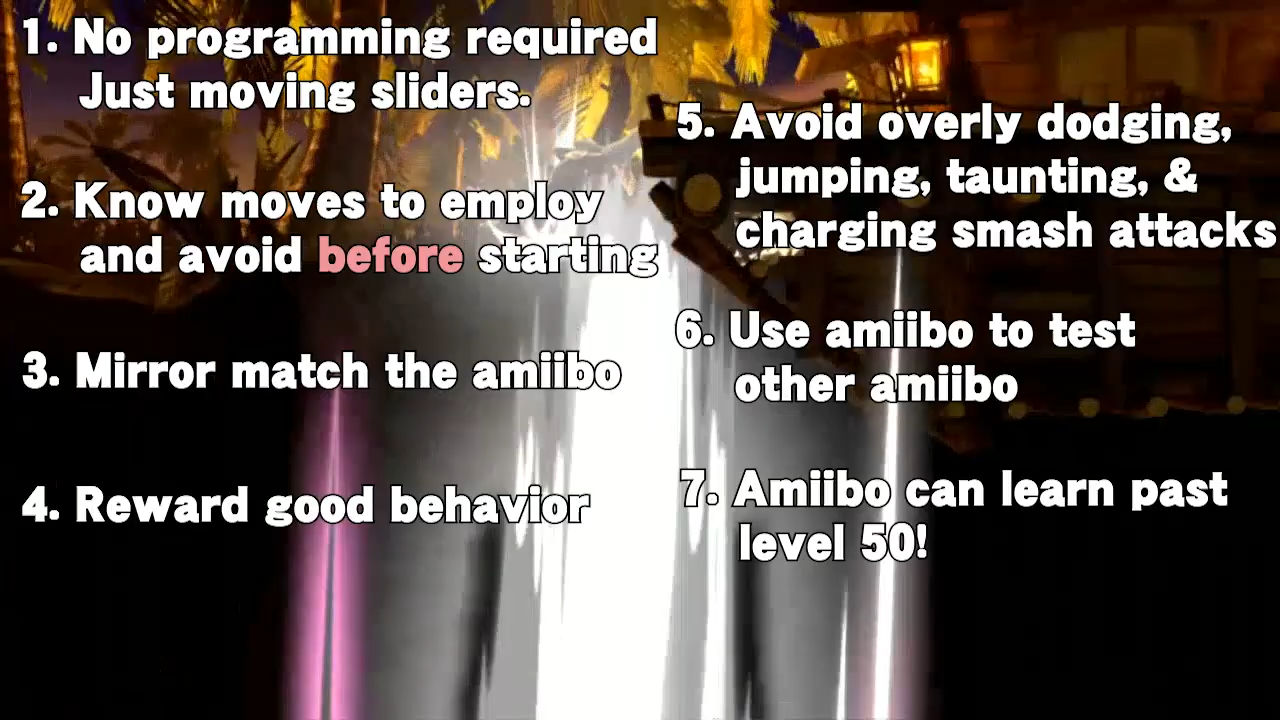 1. No programming required
Just moving sliders.
2. Know moves to employ
and avoid before starting
3. Mirror match the amiibo
4. Reward good behavior
5. Avoid overly dodging,
jumping, taunting, &
charging smash attacks
6. Use amiibo to test
other amiibo
7. Amiibo can learn past
level 50!